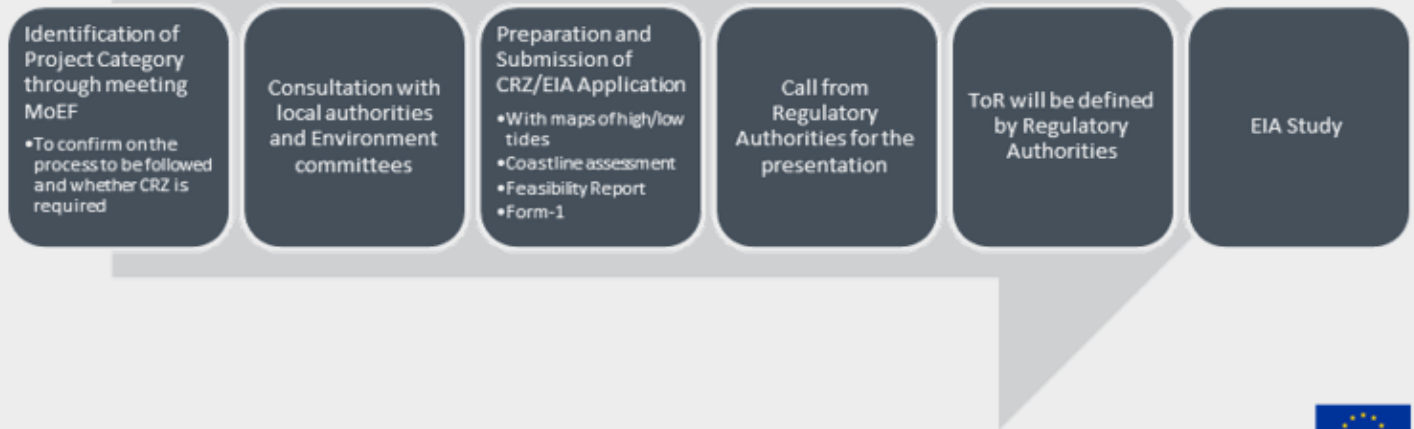 Identification of
Project Category
through meeting
MoEF
•To confirm on the
process to be followed
and whether CRZ is
required
Consultation with
local authorities
and Environment
committees
Preparation and
Submission of
CRZ/EIA Application
•With maps of high/low
tides
•Coastline assessment
•Feasibility Report
•Form-1
Call from
Regulatory
Authorities for the
presentation
ToR will be defined
by Regulatory
Authorities
EIA Study